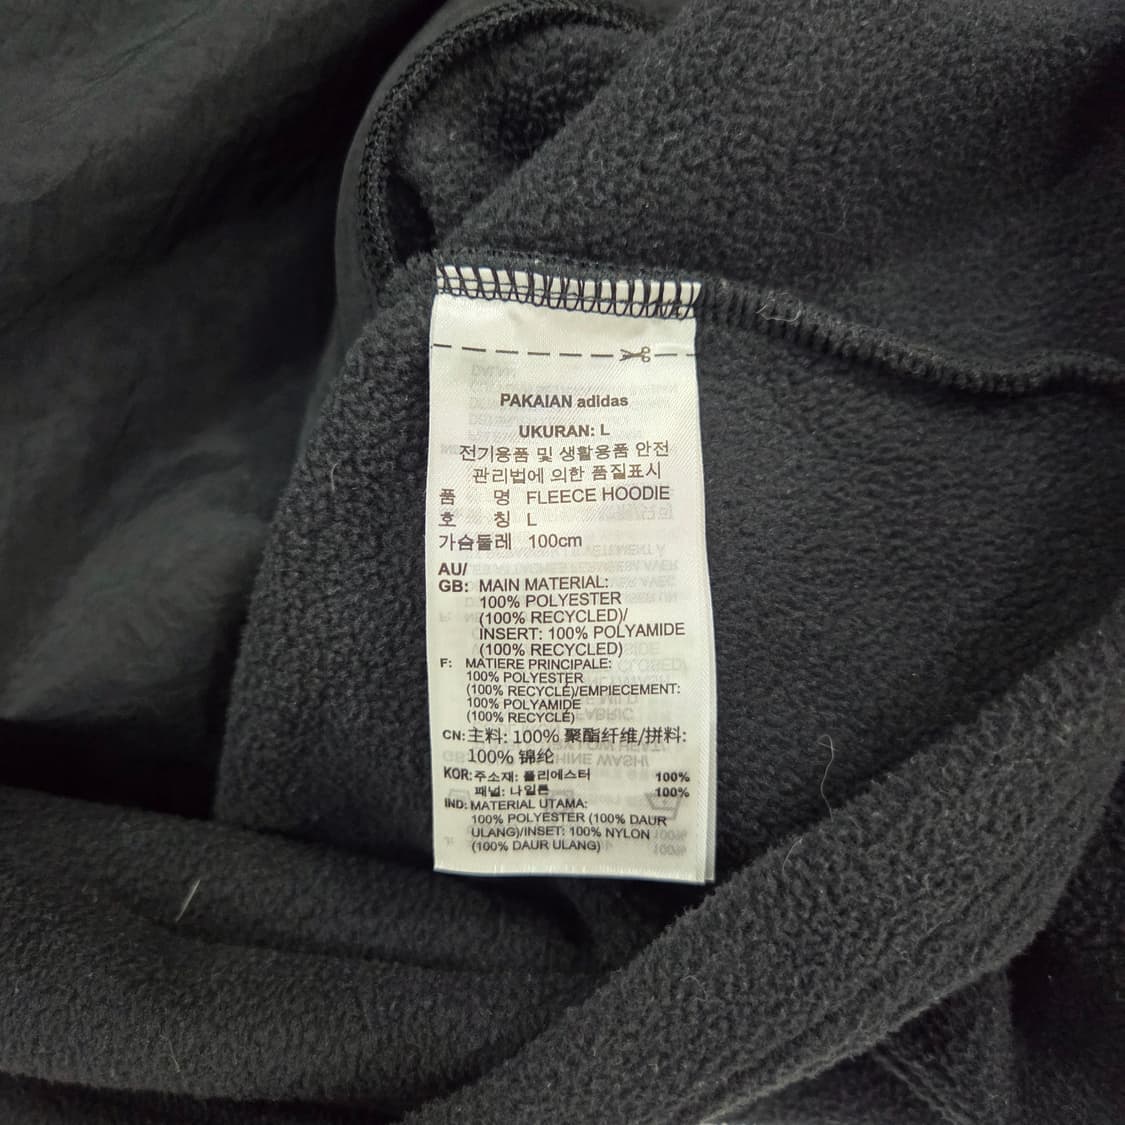 PAKAIAN adidas
UKURAN: L
전기용품 및 생활용품 안전
관리법에 의한 품질표시
품 명 FLEECE HOODIE
호 칭 L
가슴둘레 100cm
AU/
GB: MAIN MATERIAL:
100% POLYESTER
(100% RECYCLED)/
INSERT: 100% POLYAMIDE
(100% RECYCLED)
F: MATIERE PRINCIPALE:
100% POLYESTER
(100% RECYCLÉ)/EMPIECEMENT:
100% POLYAMIDE
(100% RECYCLÉ)
CN: 主料: 100% 聚酯纤维/拼料:
100% 锦纶
KOR: 주소재: 폴리에스터 100%
패널: 나일론 100%
IND: MATERIAL UTAMA:
100% POLYESTER (100% DAUR
ULANG)/INSET: 100% NYLON
(100% DAUR ULANG)